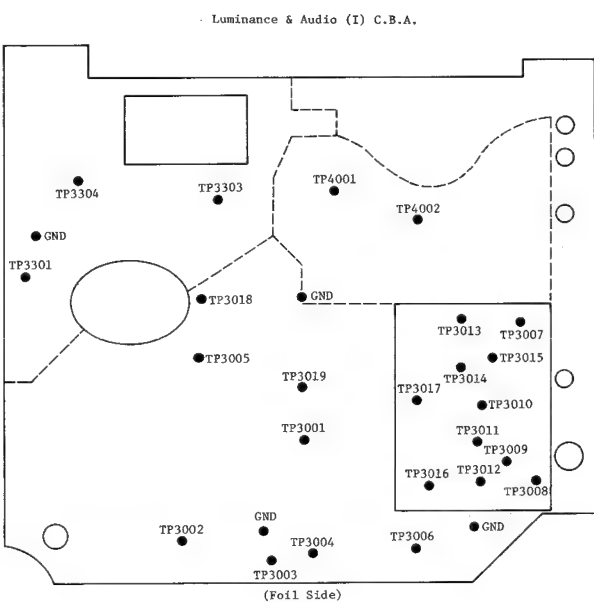 Luminance & Audio (I) C.B.A.
TP3304
TP3303
TP4001
TP4002
GND
TP3301
TP3018
GND
TP3013
TP3007
TP3005
TP3015
TP3014
TP3019
TP3017
TP3010
TP3001
TP3011
TP3009
TP3016
TP3012
TP3008
GND
GND
TP3002
TP3004
TP3006
TP3003
(Foil Side)